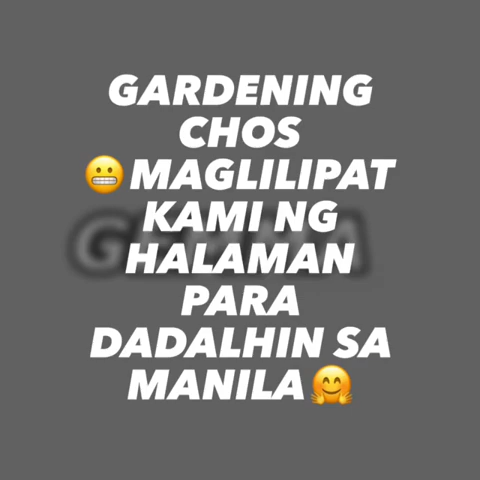 GARDENING
CHOS
😬MAGLILIPAT
KAMI NG
HALAMAN
PARA
DADALHIN SA
MANILA🤗